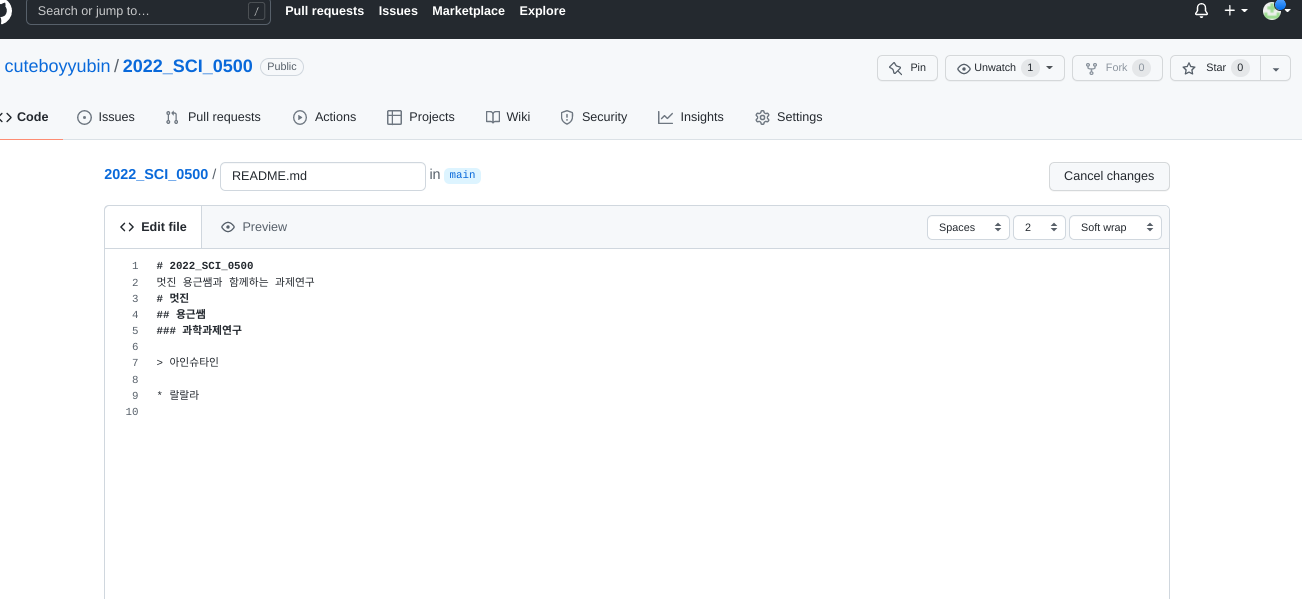 Search or jump to… /
Pull requests Issues Marketplace Explore
cuteboyyubin / 2022_SCI_0500 Public
Pin Unwatch 1 Fork 0 Star 0
Code Issues Pull requests Actions Projects Wiki Security Insights Settings
2022_SCI_0500 / README.md in main Cancel changes
Edit file Preview Spaces 2 Soft wrap
1 # 2022_SCI_0500
2 멋진 용근쌤과 함께하는 과제연구
3 # 멋진
4 ## 용근쌤
5 ### 과학과제연구
6
7 > 아인슈타인
8
9 * 랄랄라
10